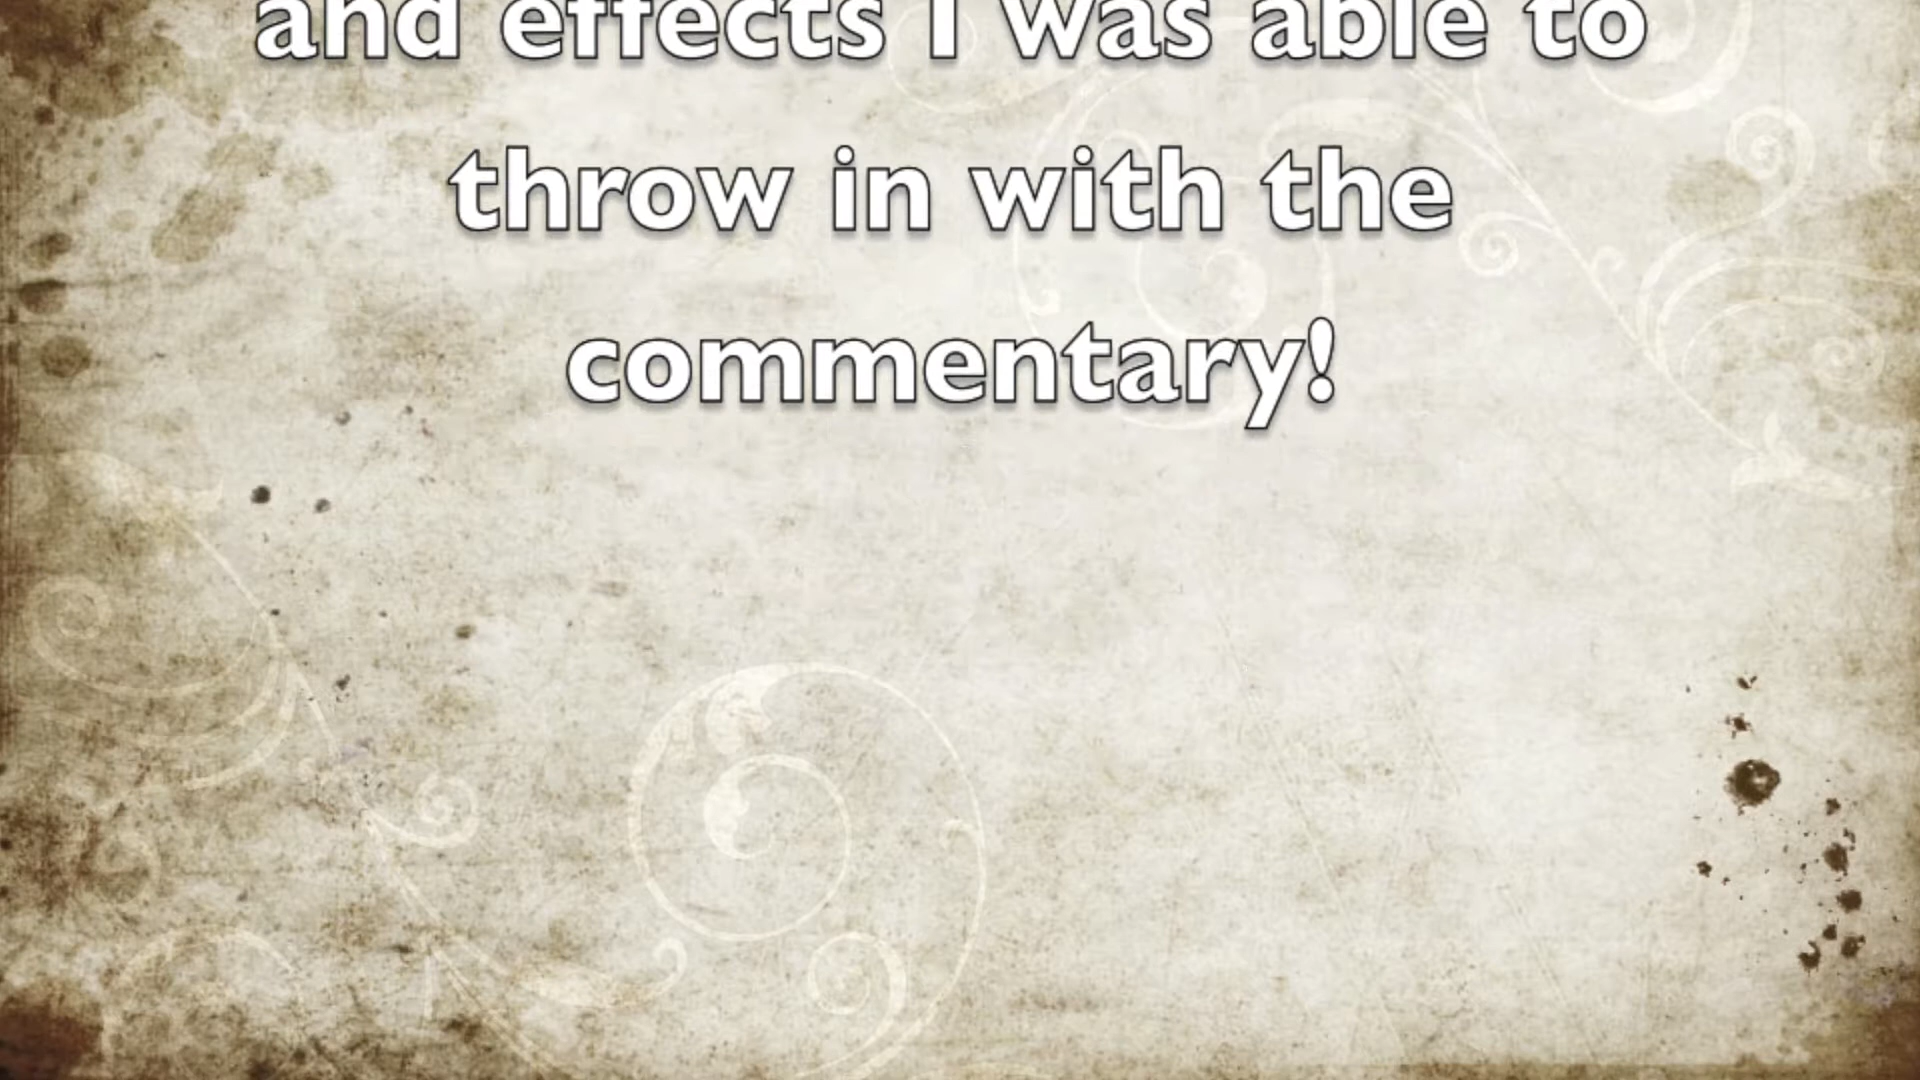 and effects I was able to
throw in with the
commentary!